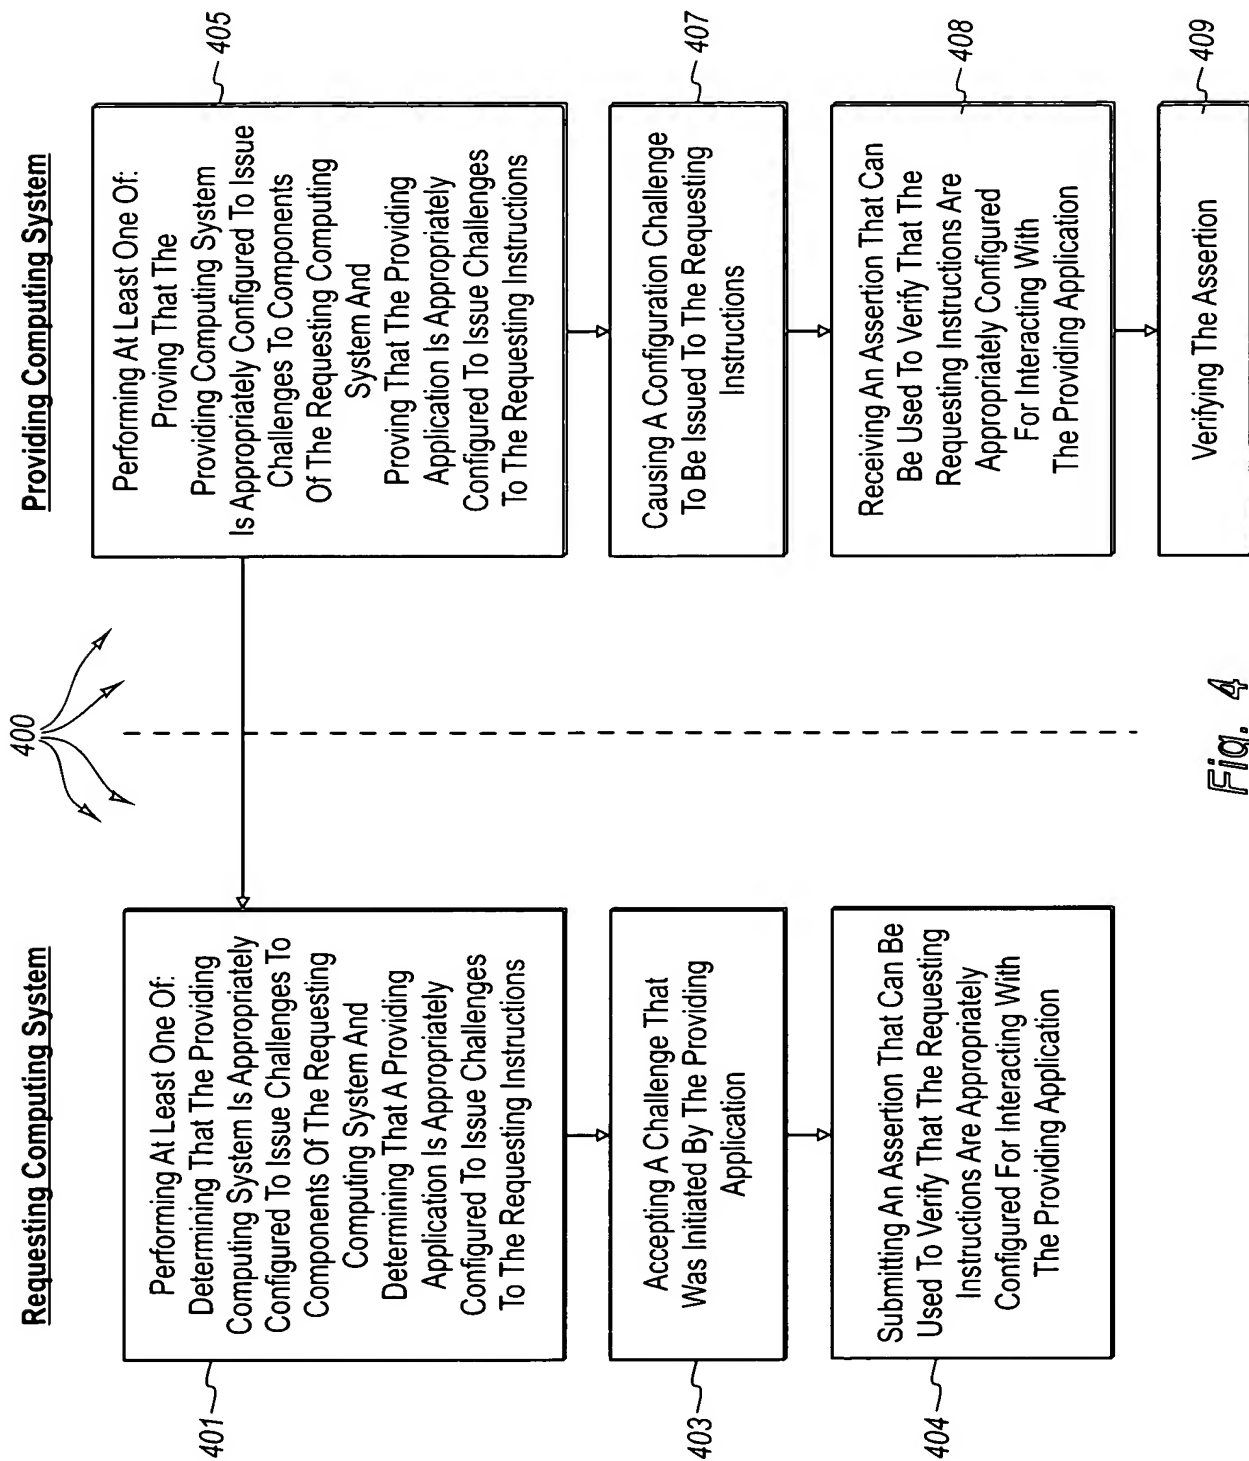 400
Requesting Computing System
401
Performing At Least One Of:
Determining That The Providing
Computing System Is Appropriately
Configured To Issue Challenges To
Components Of The Requesting
Computing System And
Determining That A Providing
Application Is Appropriately
Configured To Issue Challenges
To The Requesting Instructions
403
Accepting A Challenge That
Was Initiated By The Providing
Application
404
Submitting An Assertion That Can Be
Used To Verify That The Requesting
Instructions Are Appropriately
Configured For Interacting With
The Providing Application
Providing Computing System
405
Performing At Least One Of:
Proving That The
Providing Computing System
Is Appropriately Configured To Issue
Challenges To Components
Of The Requesting Computing
System And
Proving That The Providing
Application Is Appropriately
Configured To Issue Challenges
To The Requesting Instructions
407
Causing A Configuration Challenge
To Be Issued To The Requesting
Instructions
408
Receiving An Assertion That Can
Be Used To Verify That The
Requesting Instructions Are
Appropriately Configured
For Interacting With
The Providing Application
409
Verifying The Assertion
Fig. 4